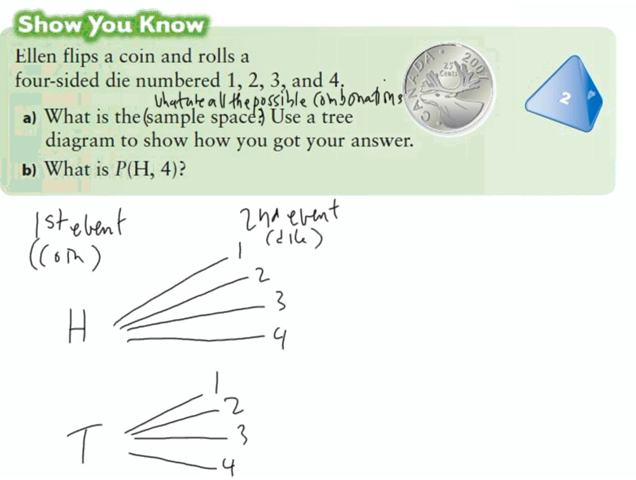 Show You Know
Ellen flips a coin and rolls a
four-sided die numbered 1, 2, 3, and 4.
What are all the possible combonations
a) What is the (sample space?) Use a tree
diagram to show how you got your answer.
b) What is P(H, 4)?
CANADA 2007
25
cents
2
1st event
(Coin)
2nd event
(die)
H
1
2
3
4
T
1
2
3
4